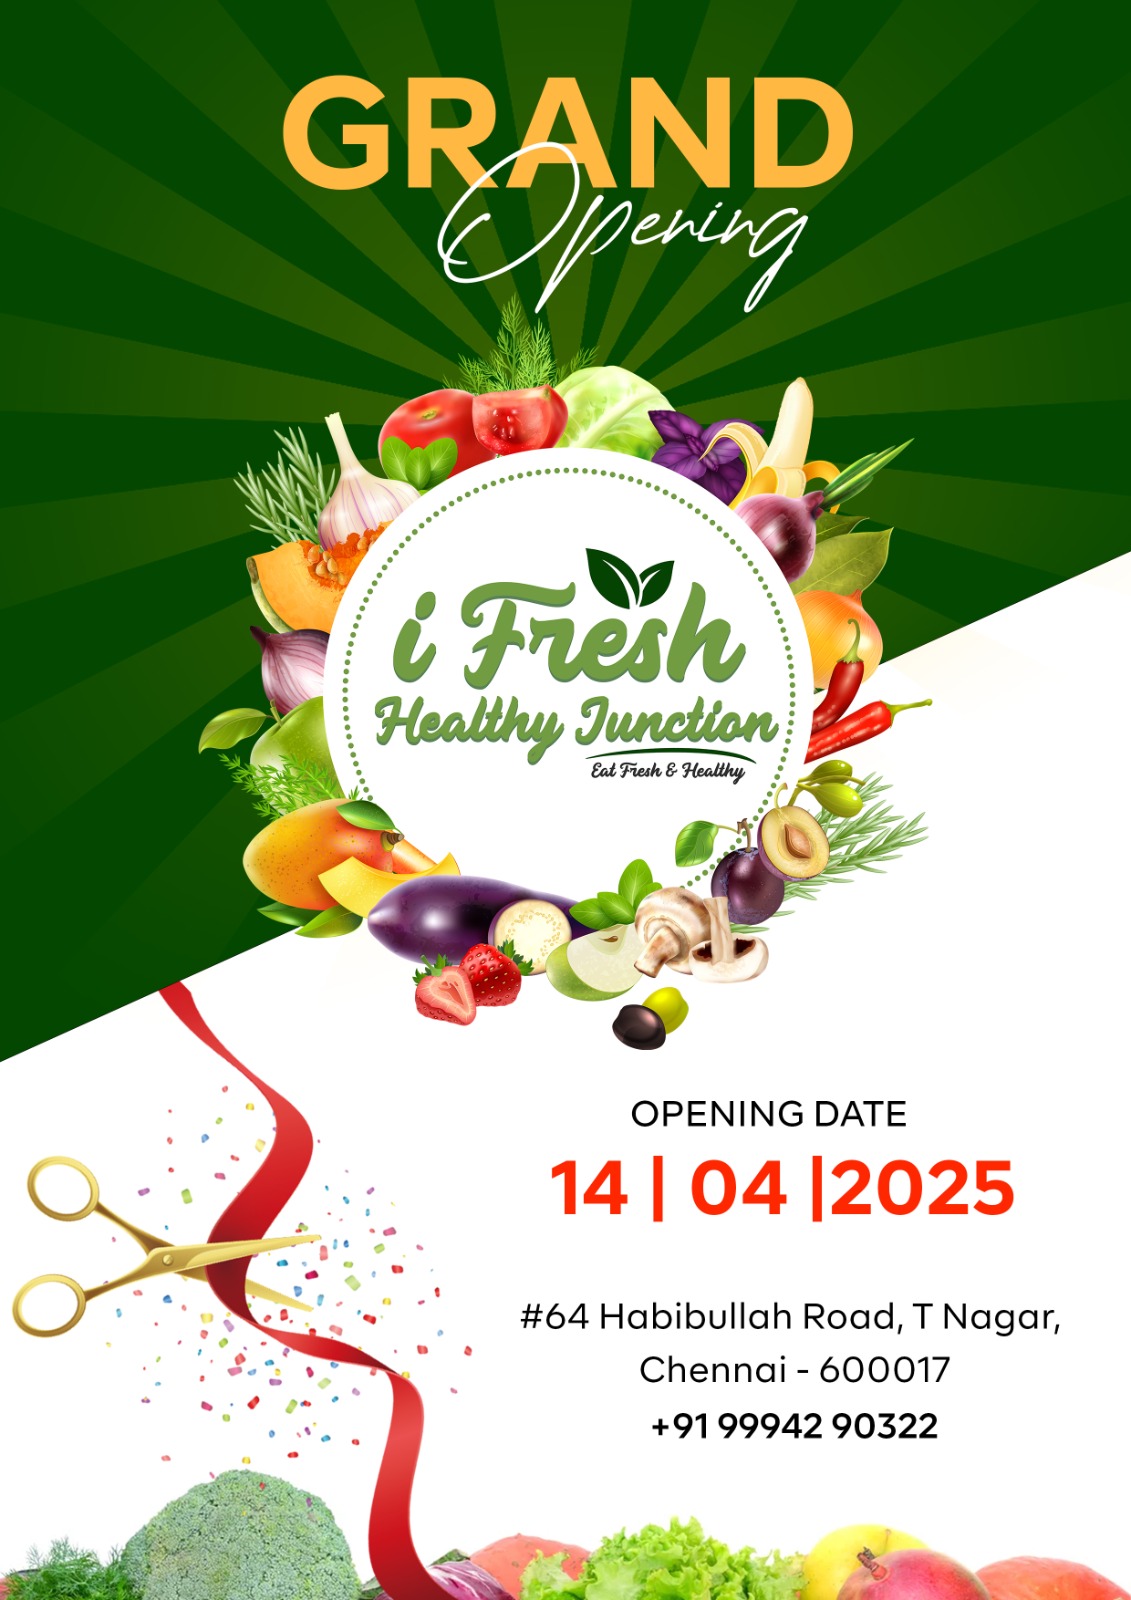 GRAND
Opening
i Fresh
Healthy Junction
Eat Fresh & Healthy
OPENING DATE
14 | 04 |2025
#64 Habibullah Road, T Nagar,
Chennai - 600017
+91 99942 90322